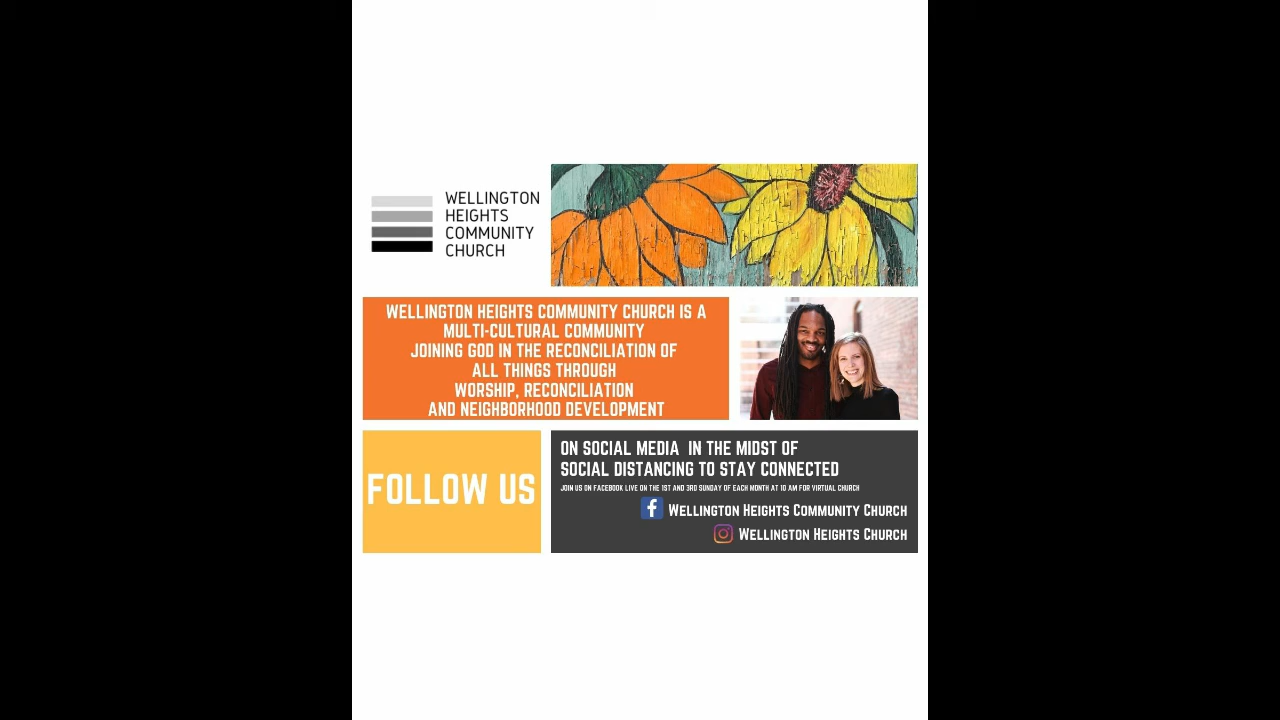 WELLINGTON
HEIGHTS
COMMUNITY
CHURCH
WELLINGTON HEIGHTS COMMUNITY CHURCH IS A
MULTI-CULTURAL COMMUNITY
JOINING GOD IN THE RECONCILIATION OF
ALL THINGS THROUGH
WORSHIP, RECONCILIATION
AND NEIGHBORHOOD DEVELOPMENT
FOLLOW US
ON SOCIAL MEDIA IN THE MIDST OF
SOCIAL DISTANCING TO STAY CONNECTED
JOIN US ON FACEBOOK LIVE ON THE 1ST AND 3RD SUNDAY OF EACH MONTH AT 10 AM FOR VIRTUAL CHURCH
WELLINGTON HEIGHTS COMMUNITY CHURCH
WELLINGTON HEIGHTS CHURCH